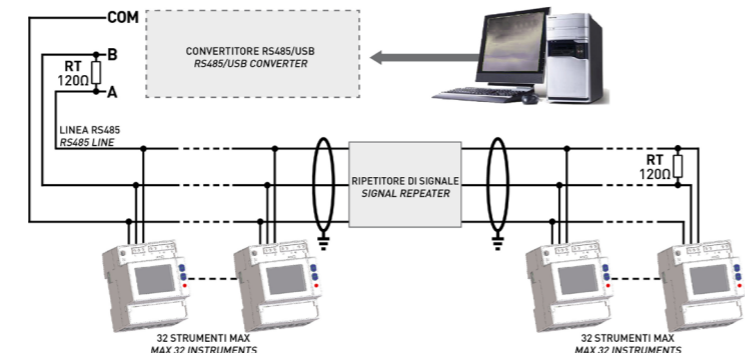 COM
B
RT
120Ω
A
CONVERTITORE RS485/USB
RS485/USB CONVERTER
LINEA RS485
RS485 LINE
RIPETITORE DI SIGNALE
SIGNAL REPEATER
RT
120Ω
32 STRUMENTI MAX
MAX 32 INSTRUMENTS
32 STRUMENTI MAX
MAX 32 INSTRUMENTS